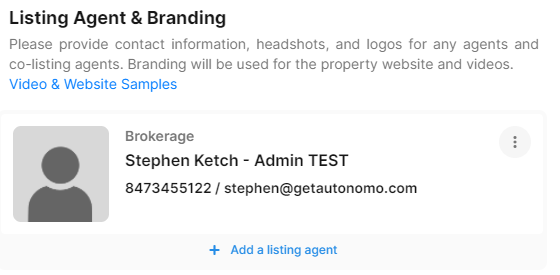 Listing Agent & Branding
Please provide contact information, headshots, and logos for any agents and
co-listing agents. Branding will be used for the property website and videos.
Video & Website Samples
Brokerage
Stephen Ketch - Admin TEST
8473455122 / stephen@getautonomo.com
+ Add a listing agent